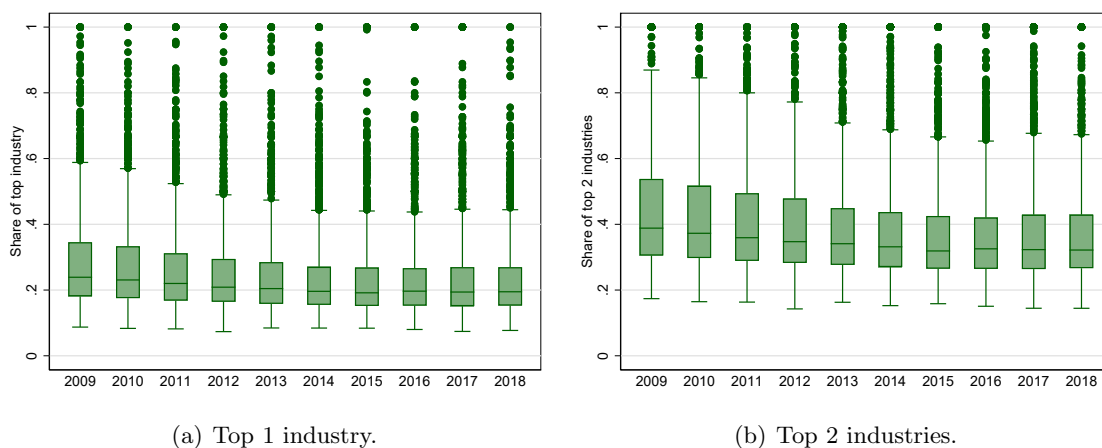 Share of top industry
1
.8
.6
.4
.2
0
2009 2010 2011 2012 2013 2014 2015 2016 2017 2018
(a) Top 1 industry.
Share of top 2 industries
1
.8
.6
.4
.2
0
2009 2010 2011 2012 2013 2014 2015 2016 2017 2018
(b) Top 2 industries.